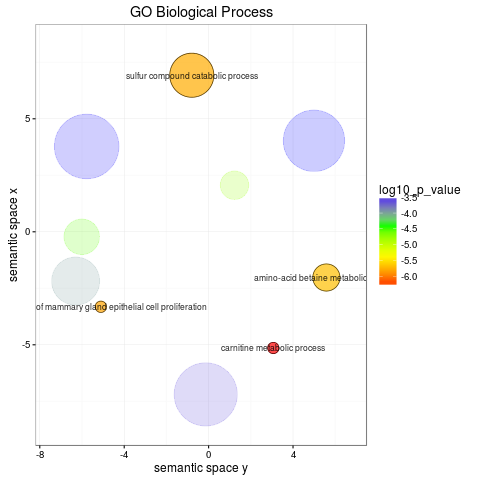 GO Biological Process
sulfur compound catabolic process
amino-acid betaine metabolic
of mammary gland epithelial cell proliferation
carnitine metabolic process
semantic space x
5
0
-5
-8
-4
0
4
semantic space y
log10_p_value
-3.5
-4.0
-4.5
-5.0
-5.5
-6.0